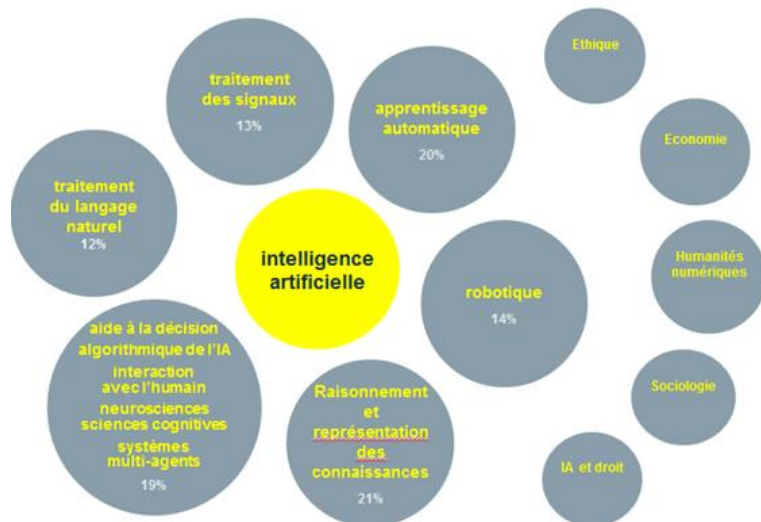 traitement
des signaux
13%
apprentissage
automatique
20%
traitement
du langage
naturel
12%
intelligence
artificielle
robotique
14%
aide à la décision
algorithmique de l'IA
interaction
avec l'humain
neurosciences
sciences cognitives
systèmes
multi-agents
19%
Raisonnement
et
représentation
des
connaissances
21%
Ethique
Economie
Humanités
numériques
Sociologie
IA et droit